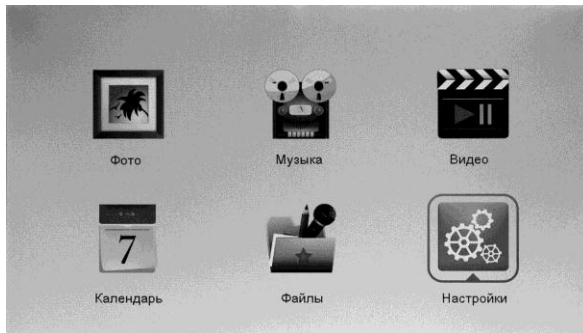 Фото
Музыка
Видео
7
Календарь
Файлы
Настройки